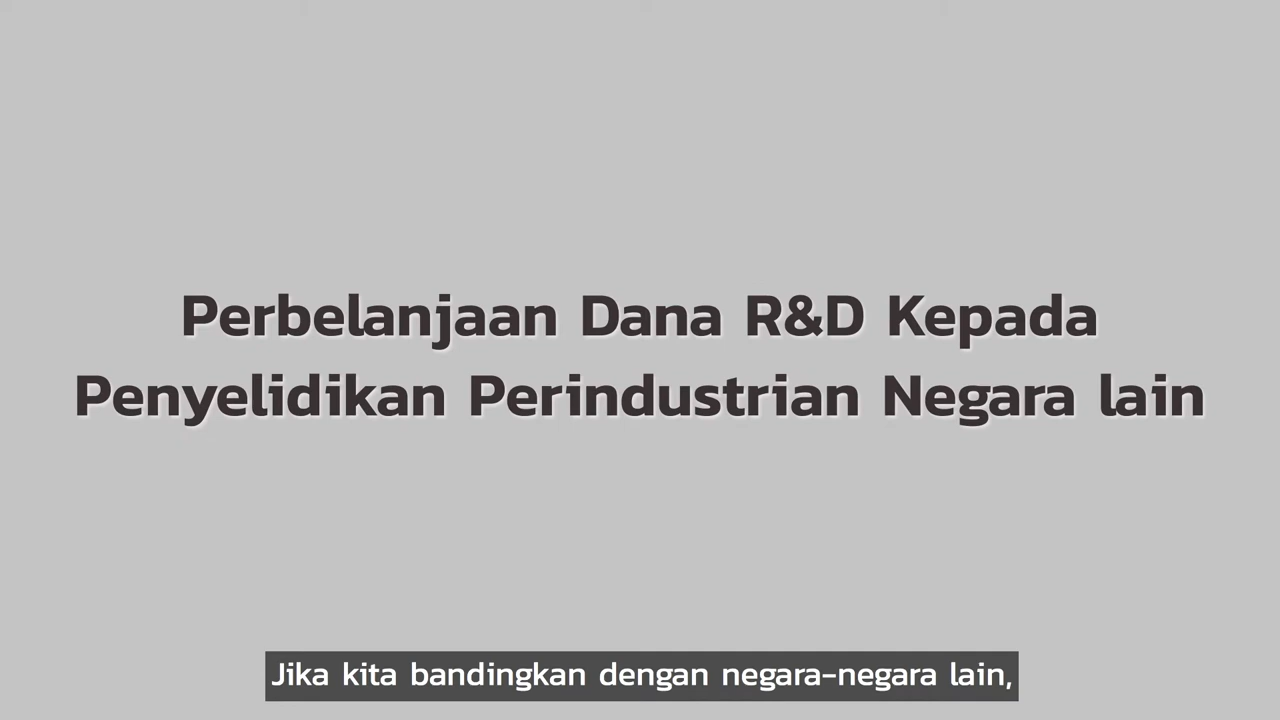 Perbelanjaan Dana R&D Kepada
Penyelidikan Perindustrian Negara lain
Jika kita bandingkan dengan negara-negara lain,